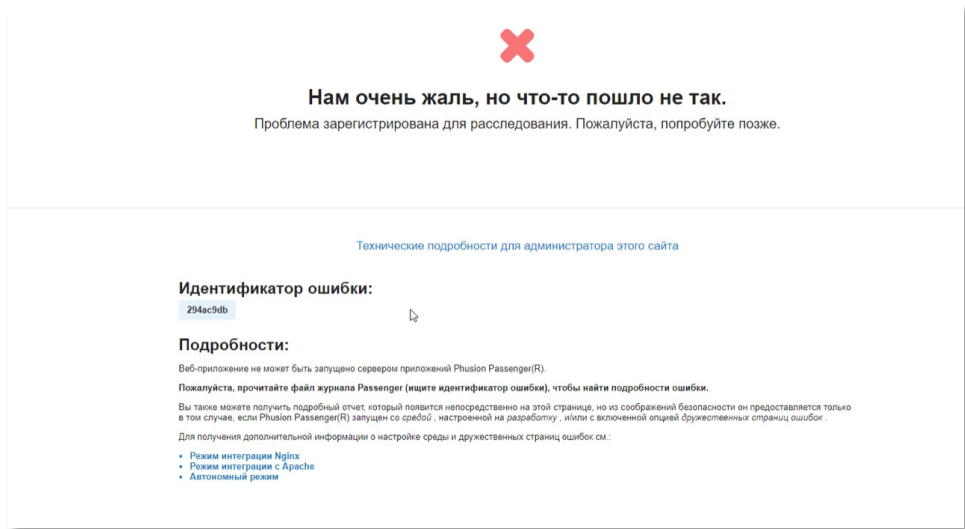 Нам очень жаль, но что-то пошло не так.
Проблема зарегистрирована для расследования. Пожалуйста, попробуйте позже.
Технические подробности для администратора этого сайта
Идентификатор ошибки:
294ac9db
Подробности:
Веб-приложение не может быть запущено сервером приложений Phusion Passenger(R).
Пожалуйста, прочитайте файл журнала Passenger (ищите идентификатор ошибки), чтобы найти подробности ошибки.
Вы также можете получить подробный отчет, который появится непосредственно на этой странице, но из соображений безопасности он предоставляется только
в том случае, если Phusion Passenger(R) запущен со средой , настроенной на разработку , и/или с включенной опцией дружественных страниц ошибок .
Для получения дополнительной информации о настройке среды и дружественных страниц ошибок см.:
• Режим интеграции Nginx
• Режим интеграции с Apache
• Автономный режим